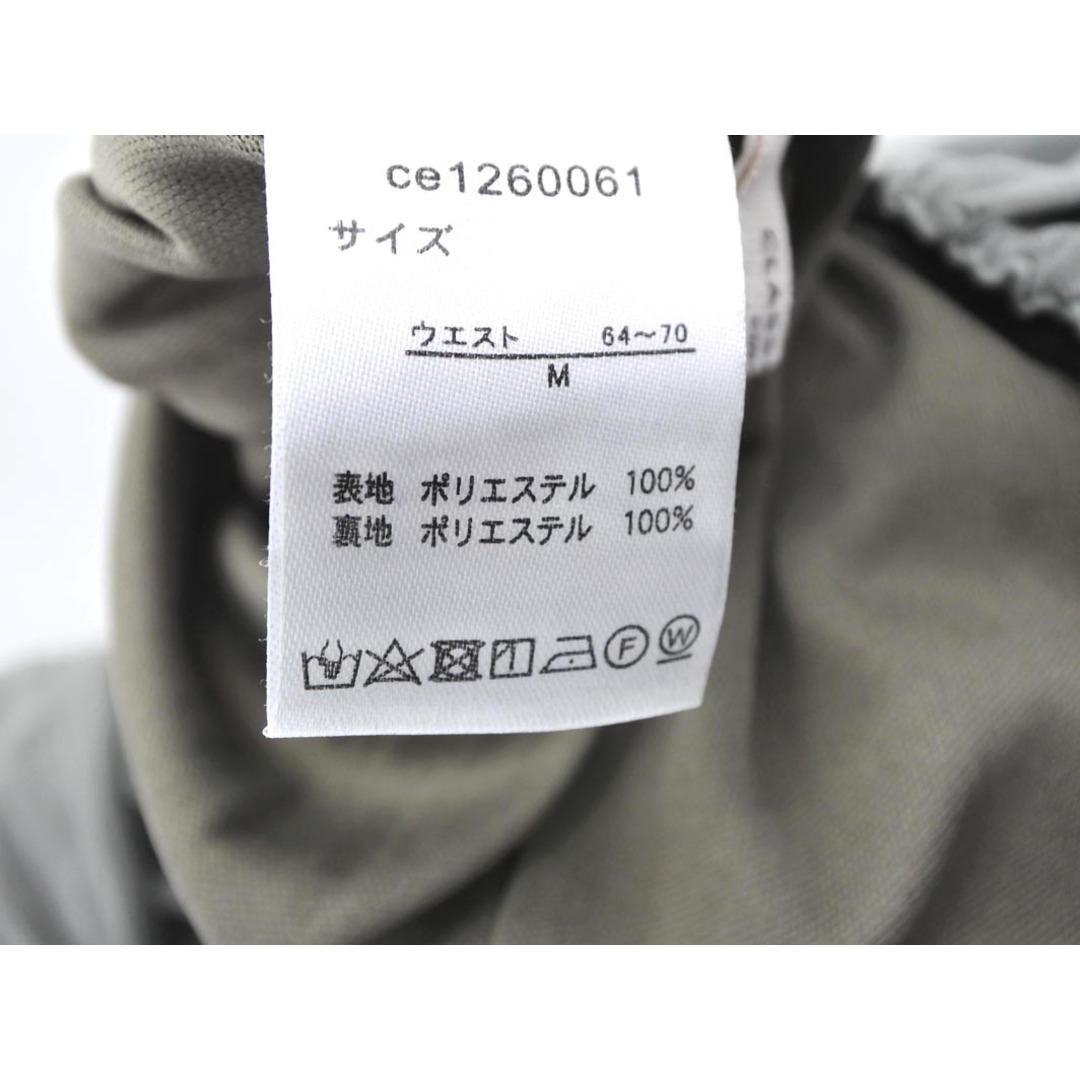 ce1260061
サイズ
ウエスト 64～70
M
表地 ポリエステル 100%
裏地 ポリエステル 100%
F W